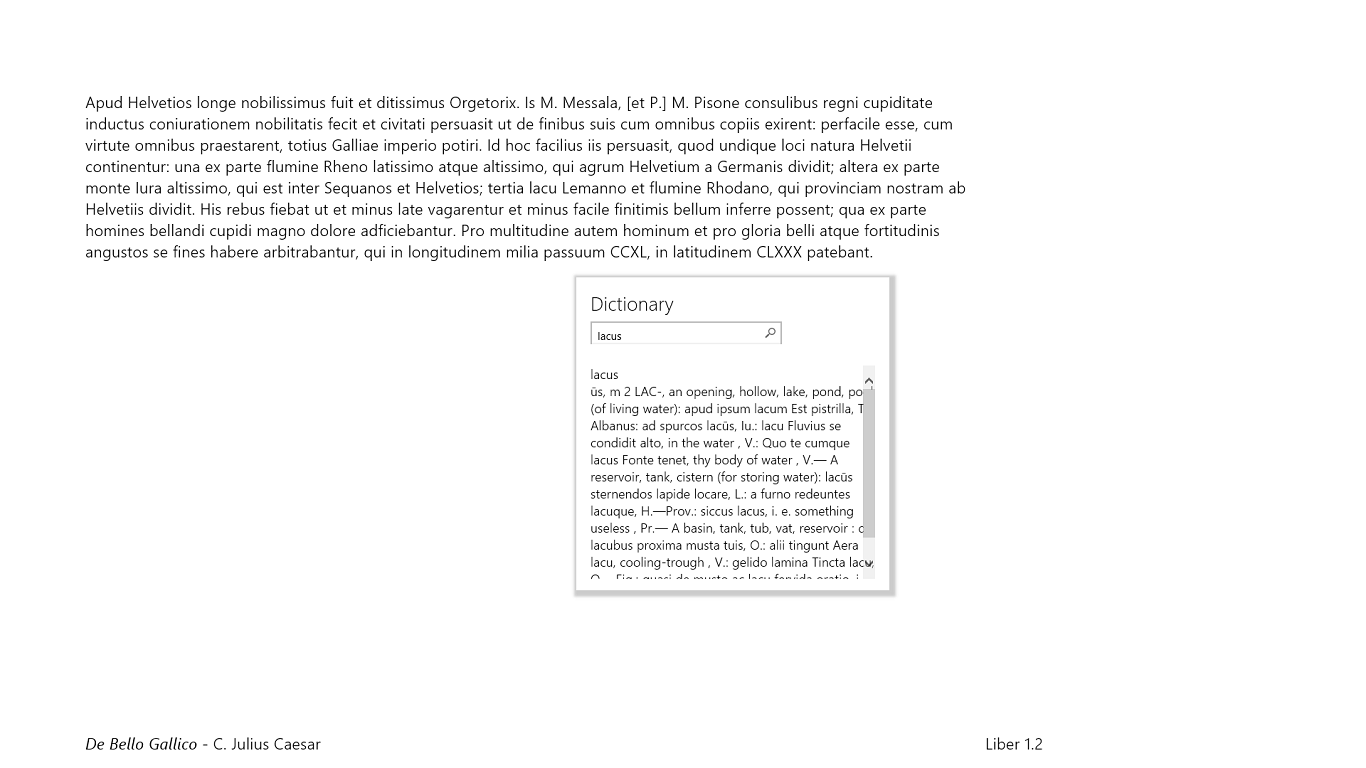 Apud Helvetios longe nobilissimus fuit et ditissimus Orgetorix. Is M. Messala, [et P.] M. Pisone consulibus regni cupiditate
inductus coniurationem nobilitatis fecit et civitati persuasit ut de finibus suis cum omnibus copiis exirent: perfacile esse, cum
virtute omnibus praestarent, totius Galliae imperio potiri. Id hoc facilius iis persuasit, quod undique loci natura Helvetii
continentur: una ex parte flumine Rheno latissimo atque altissimo, qui agrum Helvetium a Germanis dividit; altera ex parte
monte Iura altissimo, qui est inter Sequanos et Helvetios; tertia lacu Lemanno et flumine Rhodano, qui provinciam nostram ab
Helvetiis dividit. His rebus fiebat ut et minus late vagarentur et minus facile finitimis bellum inferre possent; qua ex parte
homines bellandi cupidi magno dolore adficiebantur. Pro multitudine autem hominum et pro gloria belli atque fortitudinis
angustos se fines habere arbitrabantur, qui in longitudinem milia passuum CCXL, in latitudinem CLXXX patebant.
Dictionary
lacus
lacus
ūs, m 2 LAC-, an opening, hollow, lake, pond,
(of living water): apud ipsum lacum Est pistrilla, T
Albanus: ad spurcos lacūs, Iu.: lacu Fluvius se
condidit alto, in the water , V.: Quo te cumque
lacus Fonte tenet, thy body of water , V.— A
reservoir, tank, cistern (for storing water): lacūs
sternendos lapide locare, L.: a furno redeuntes
lacuque, H.—Prov.: siccus lacus, i. e. something
useless , Pr.— A basin, tank, tub, vat, reservoir :
lacubus proxima musta tuis, O.: alii tingunt Aera
lacu, cooling-trough , V.: gelido lamina Tincta lacu,
De Bello Gallico - C. Julius Caesar
Liber 1.2